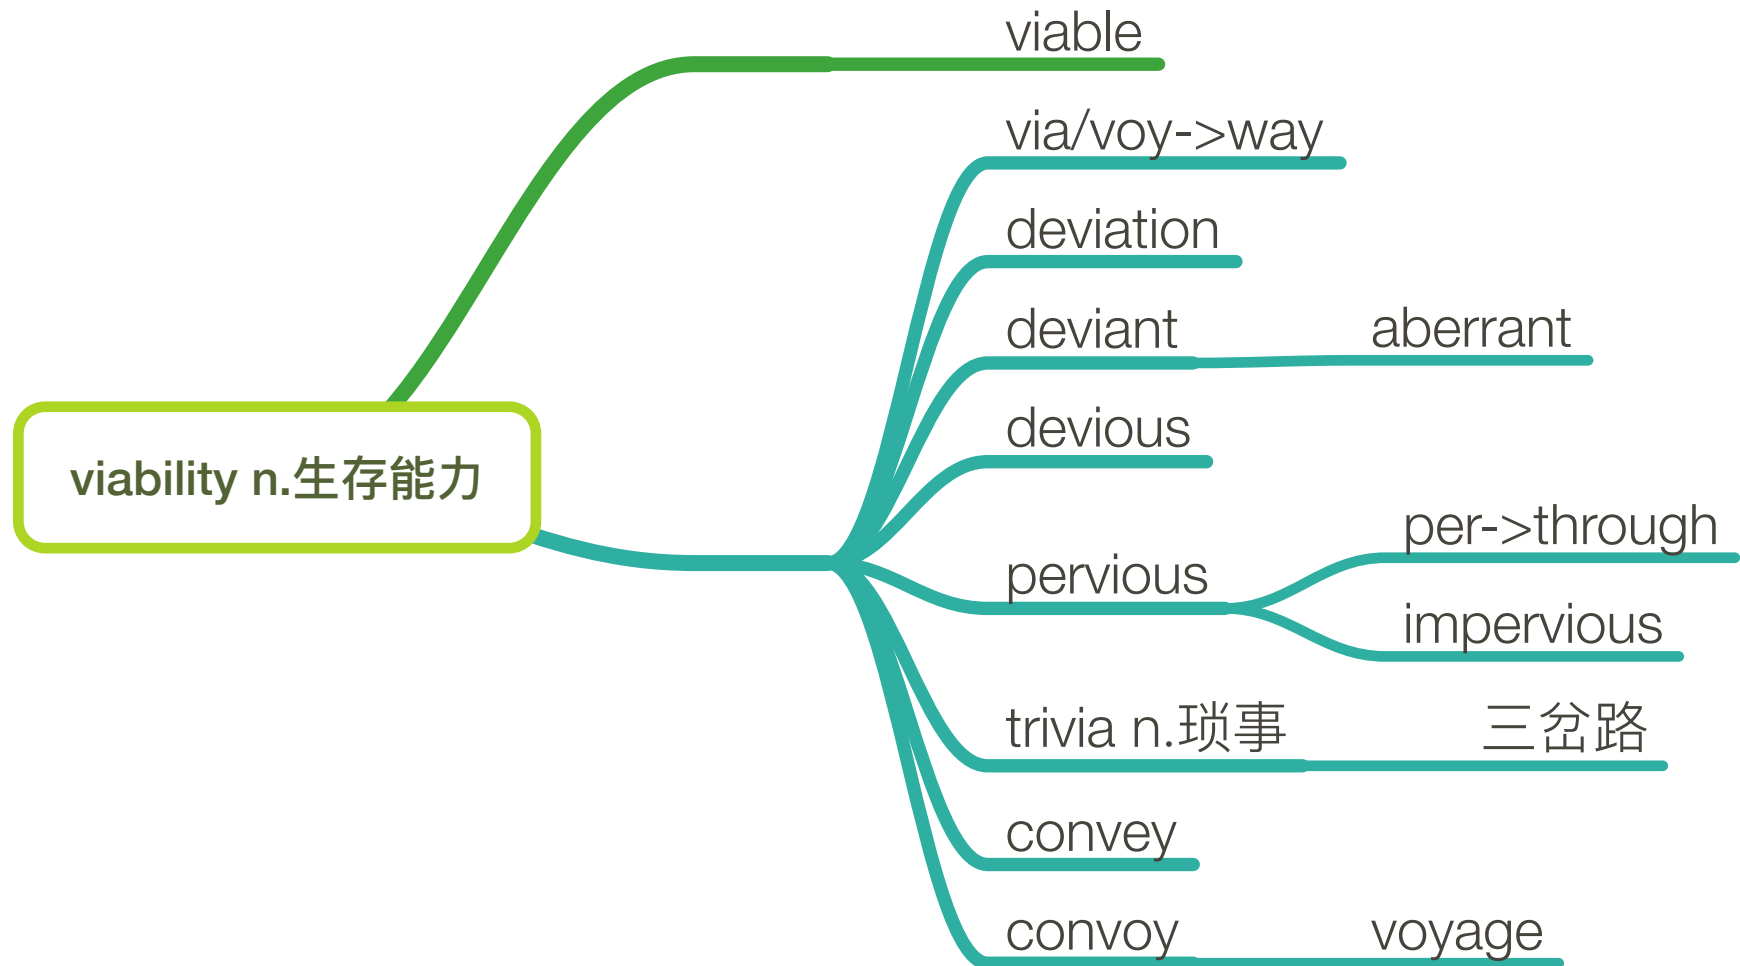 viable
via/voy->way
deviation
deviant
aberrant
devious
viability n.生存能力
pervious
per->through
impervious
trivia n.琐事
三岔路
convey
convoy
voyage